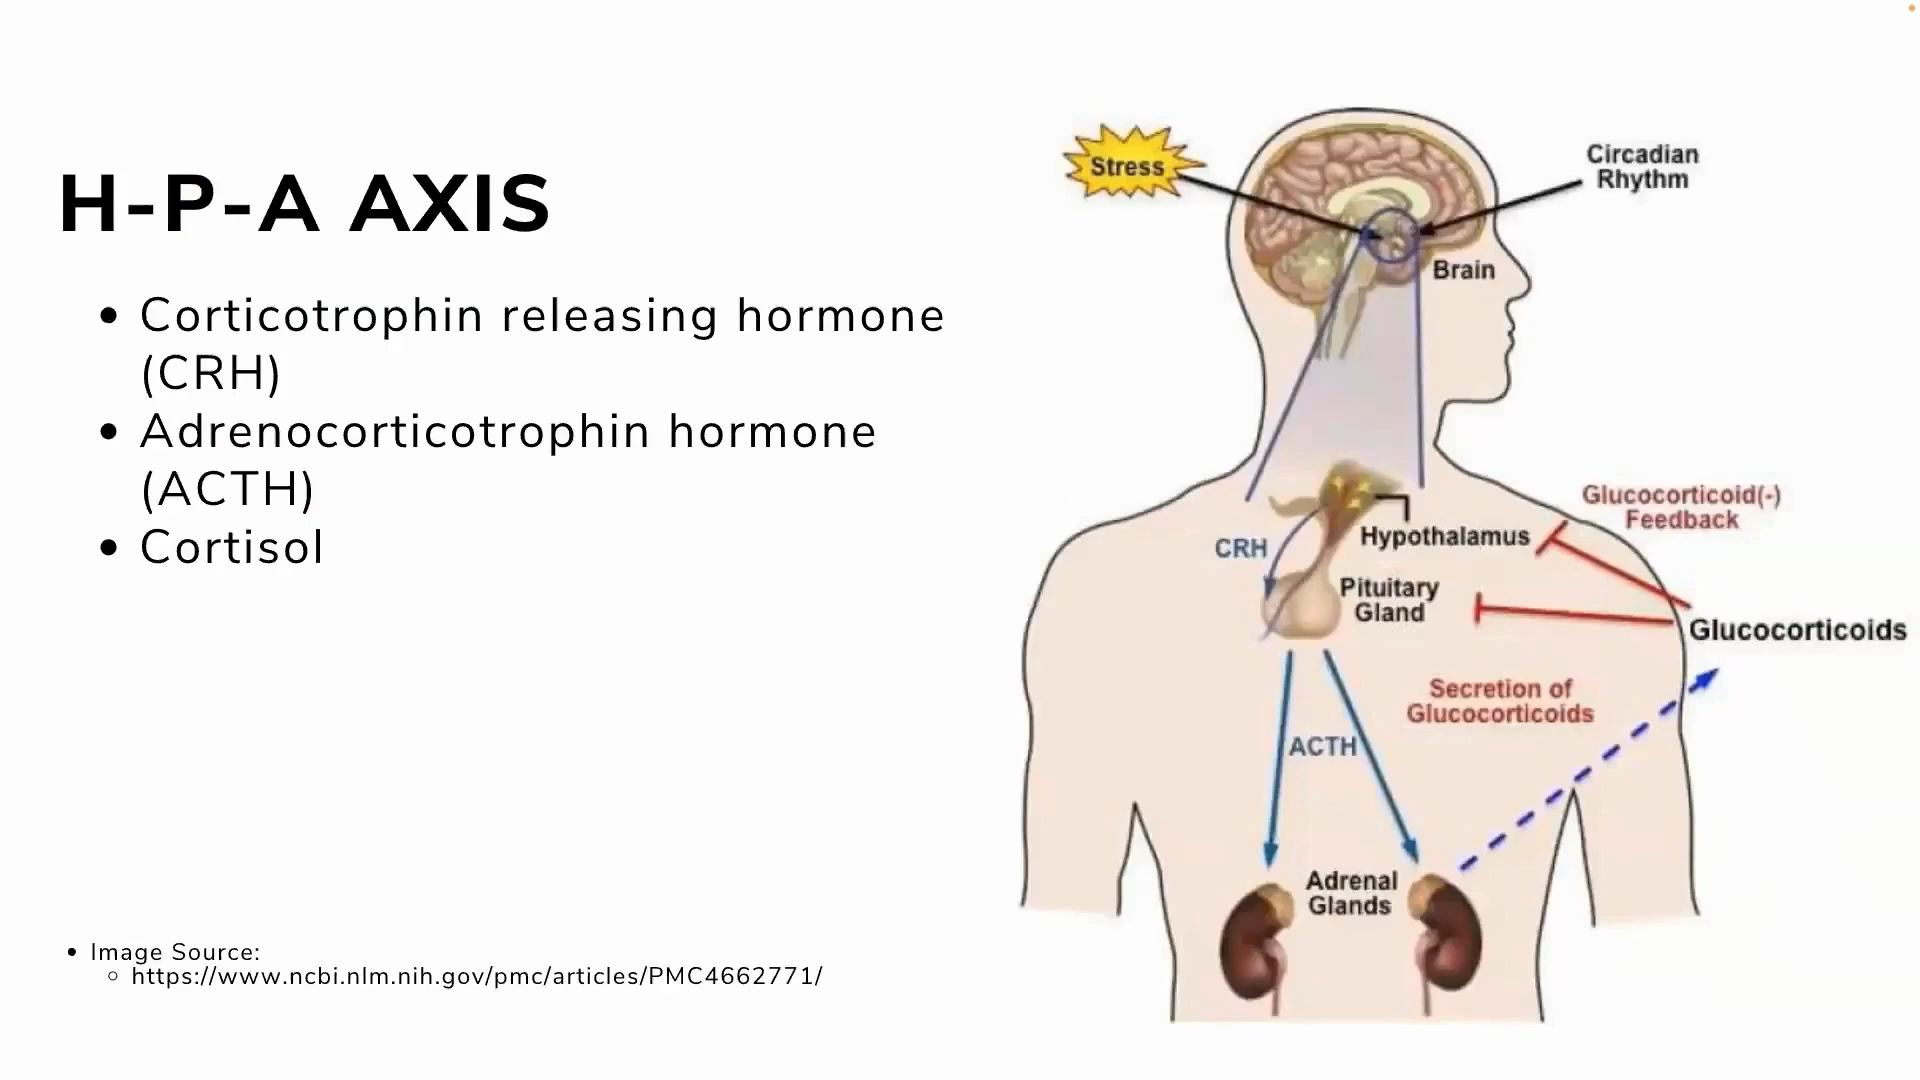 H-P-A AXIS
• Corticotrophin releasing hormone
(CRH)
• Adrenocorticotrophin hormone
(ACTH)
• Cortisol
• Image Source:
○ https://www.ncbi.nlm.nih.gov/pmc/articles/PMC4662771/
Stress
Circadian
Rhythm
Brain
Glucocorticoid(-)
Feedback
CRH
Hypothalamus
Pituitary
Gland
Glucocorticoids
Secretion of
Glucocorticoids
ACTH
Adrenal
Glands